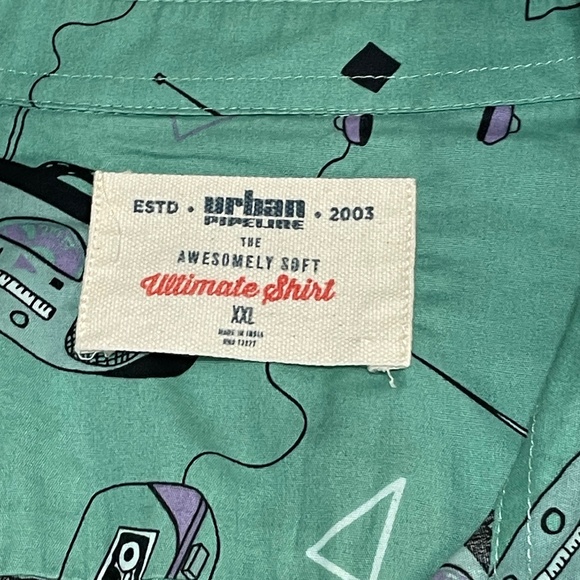 ESTD • urban • 2003
PIPELINE
THE
AWESOMELY SOFT
Ultimate Shirt
XXL
MADE IN INDIA